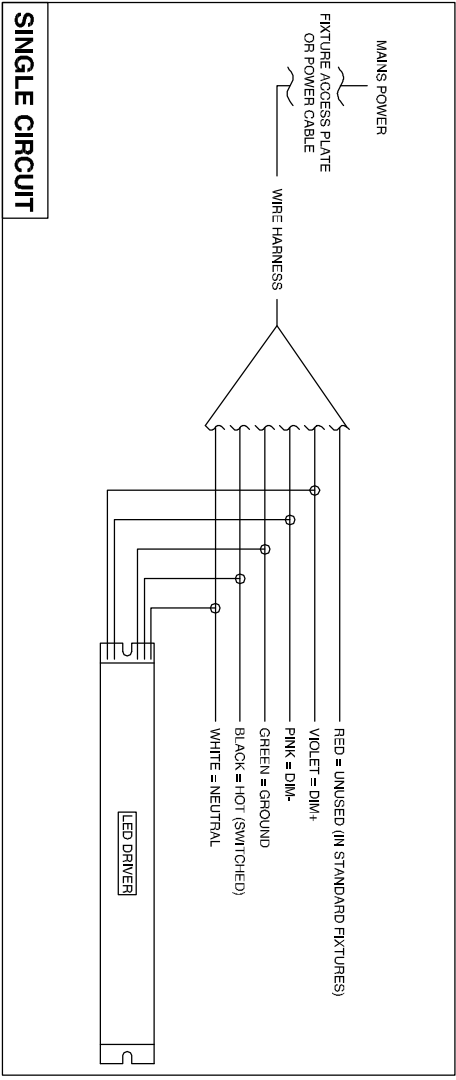 MAINS POWER
FIXTURE ACCESS PLATE
OR POWER CABLE
WIRE HARNESS
RED = UNUSED (IN STANDARD FIXTURES)
VIOLET = DIM+
PINK = DIM-
GREEN = GROUND
BLACK = HOT (SWITCHED)
WHITE = NEUTRAL
LED DRIVER
SINGLE CIRCUIT